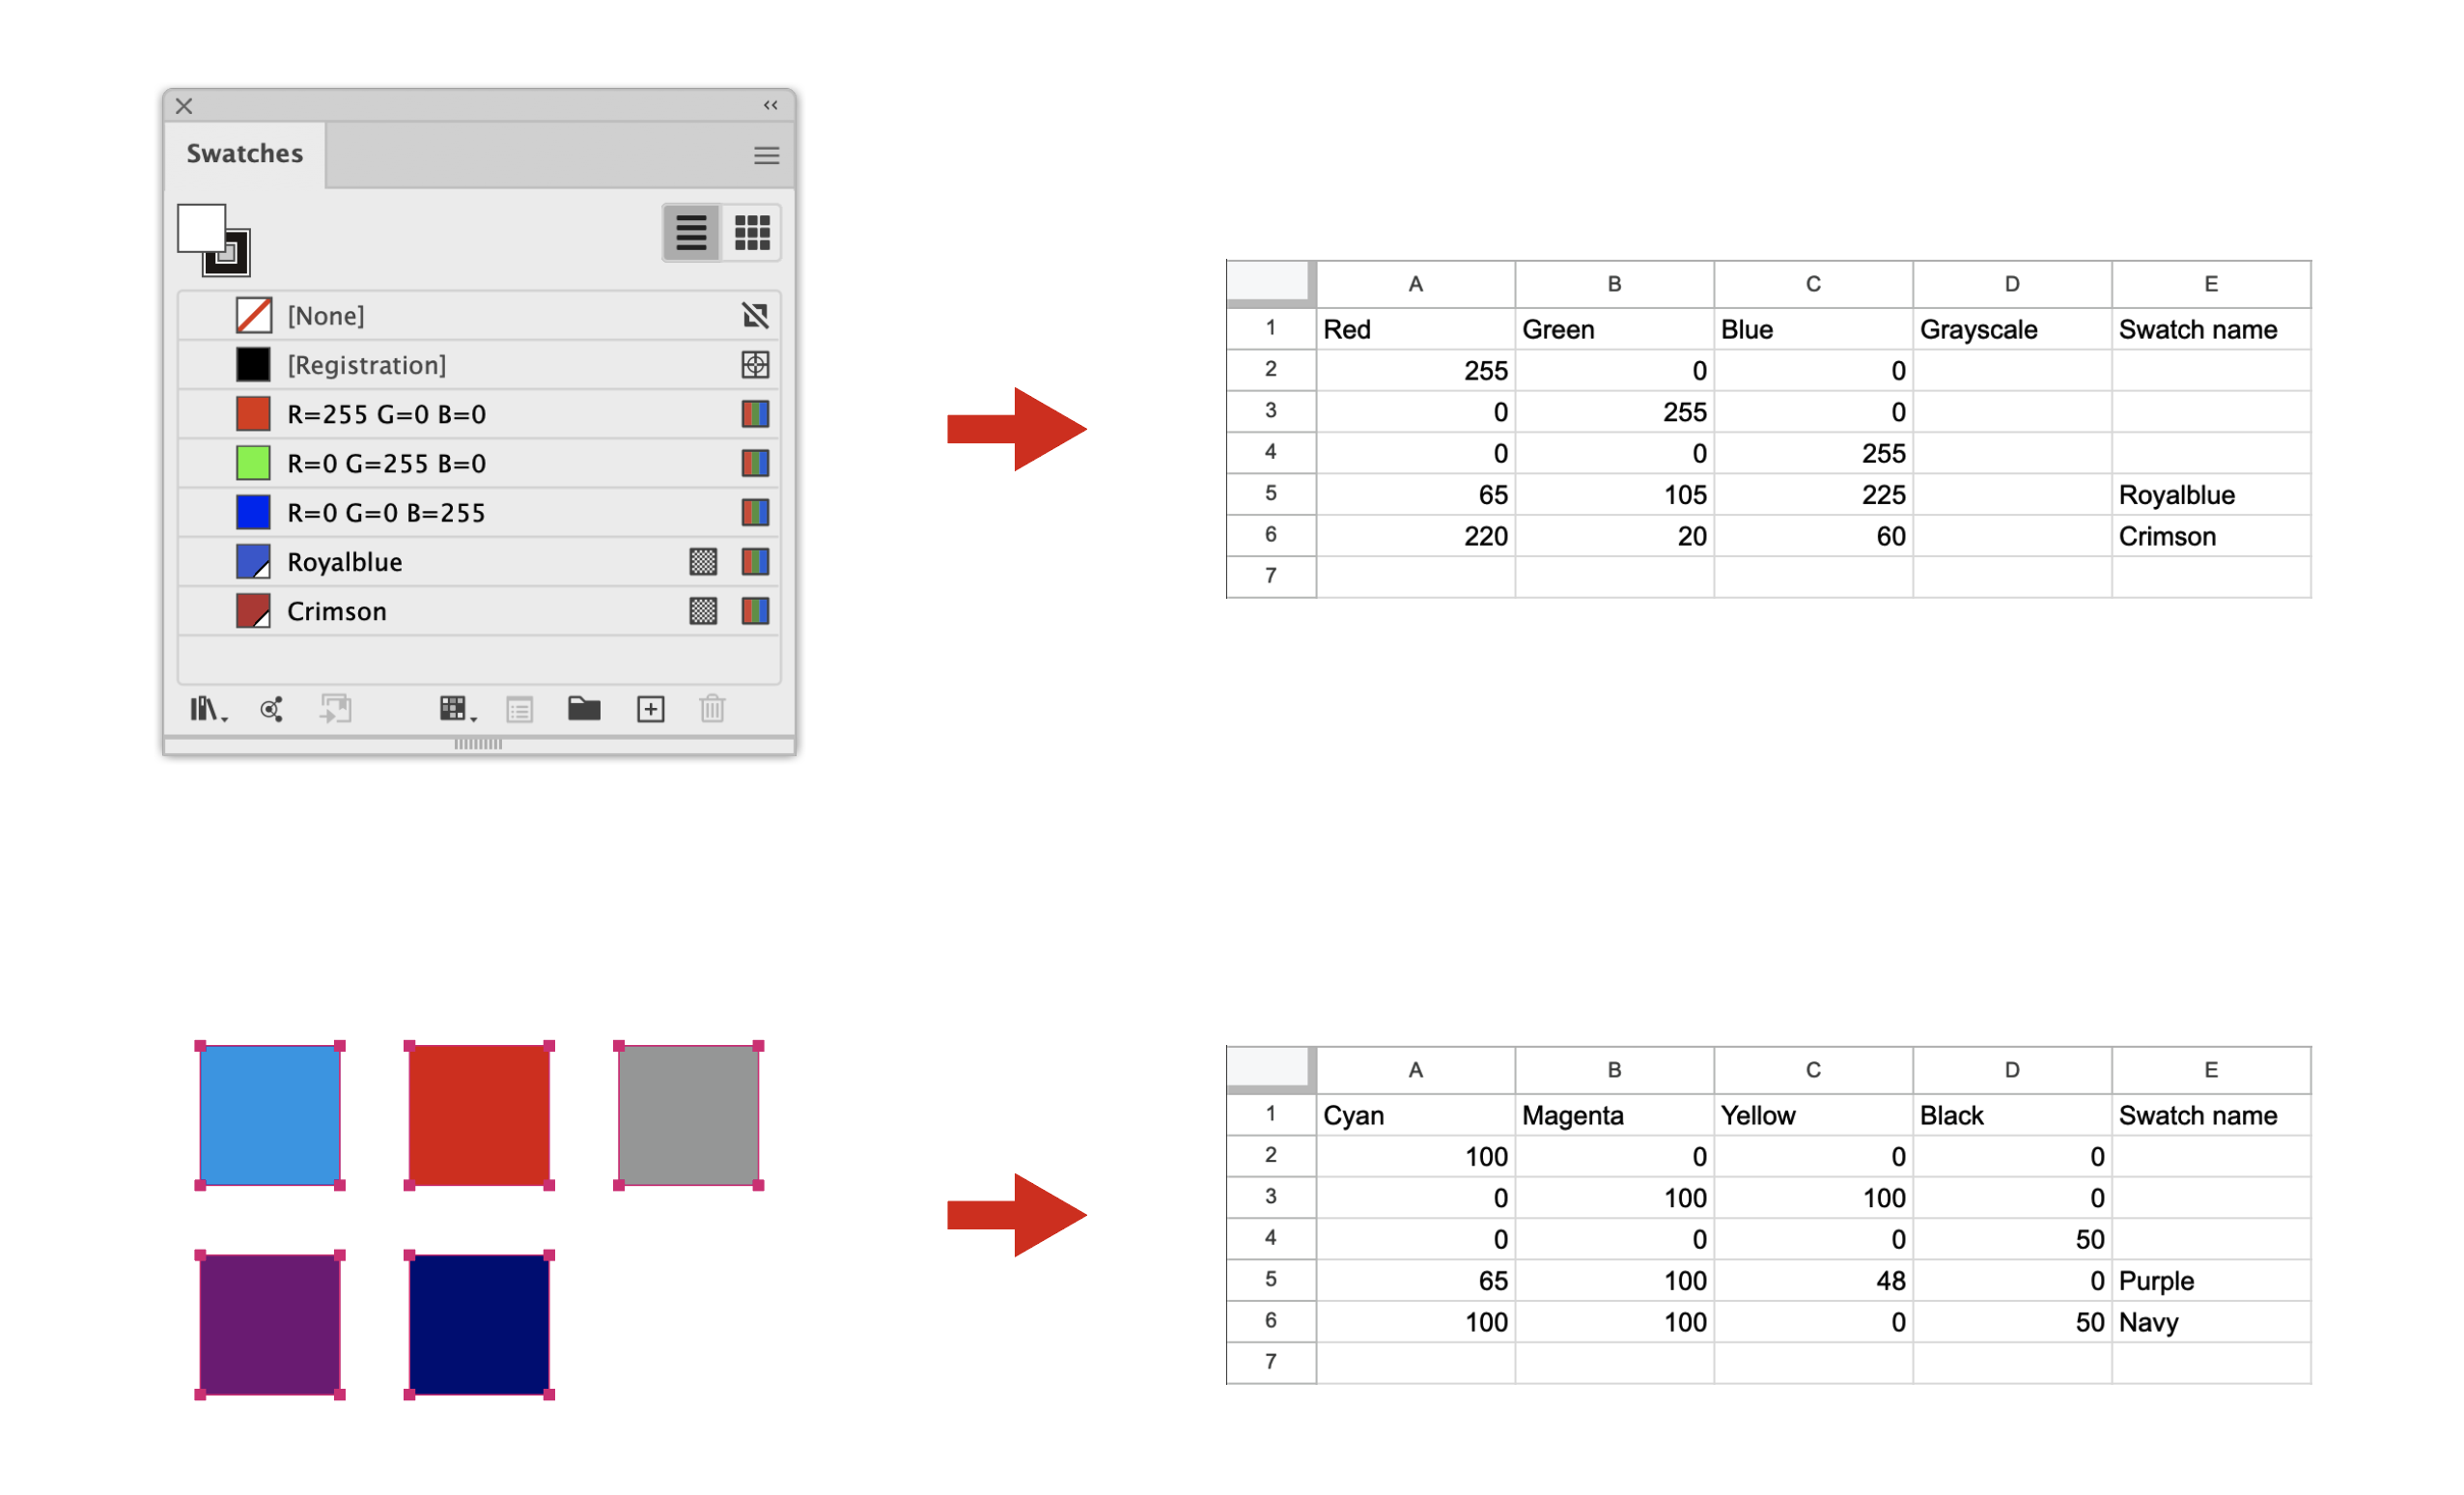 Swatches
[None]
[Registration]
R=255 G=0 B=0
R=0 G=255 B=0
R=0 G=0 B=255
Royalblue
Crimson
A B C D E
1 Red Green Blue Grayscale Swatch name
2 255 0 0
3 0 255 0
4 0 0 255
5 65 105 225 Royalblue
6 220 20 60 Crimson
7
A B C D E
1 Cyan Magenta Yellow Black Swatch name
2 100 0 0 0
3 0 100 100 0
4 0 0 0 50
5 65 100 48 0 Purple
6 100 100 0 50 Navy
7